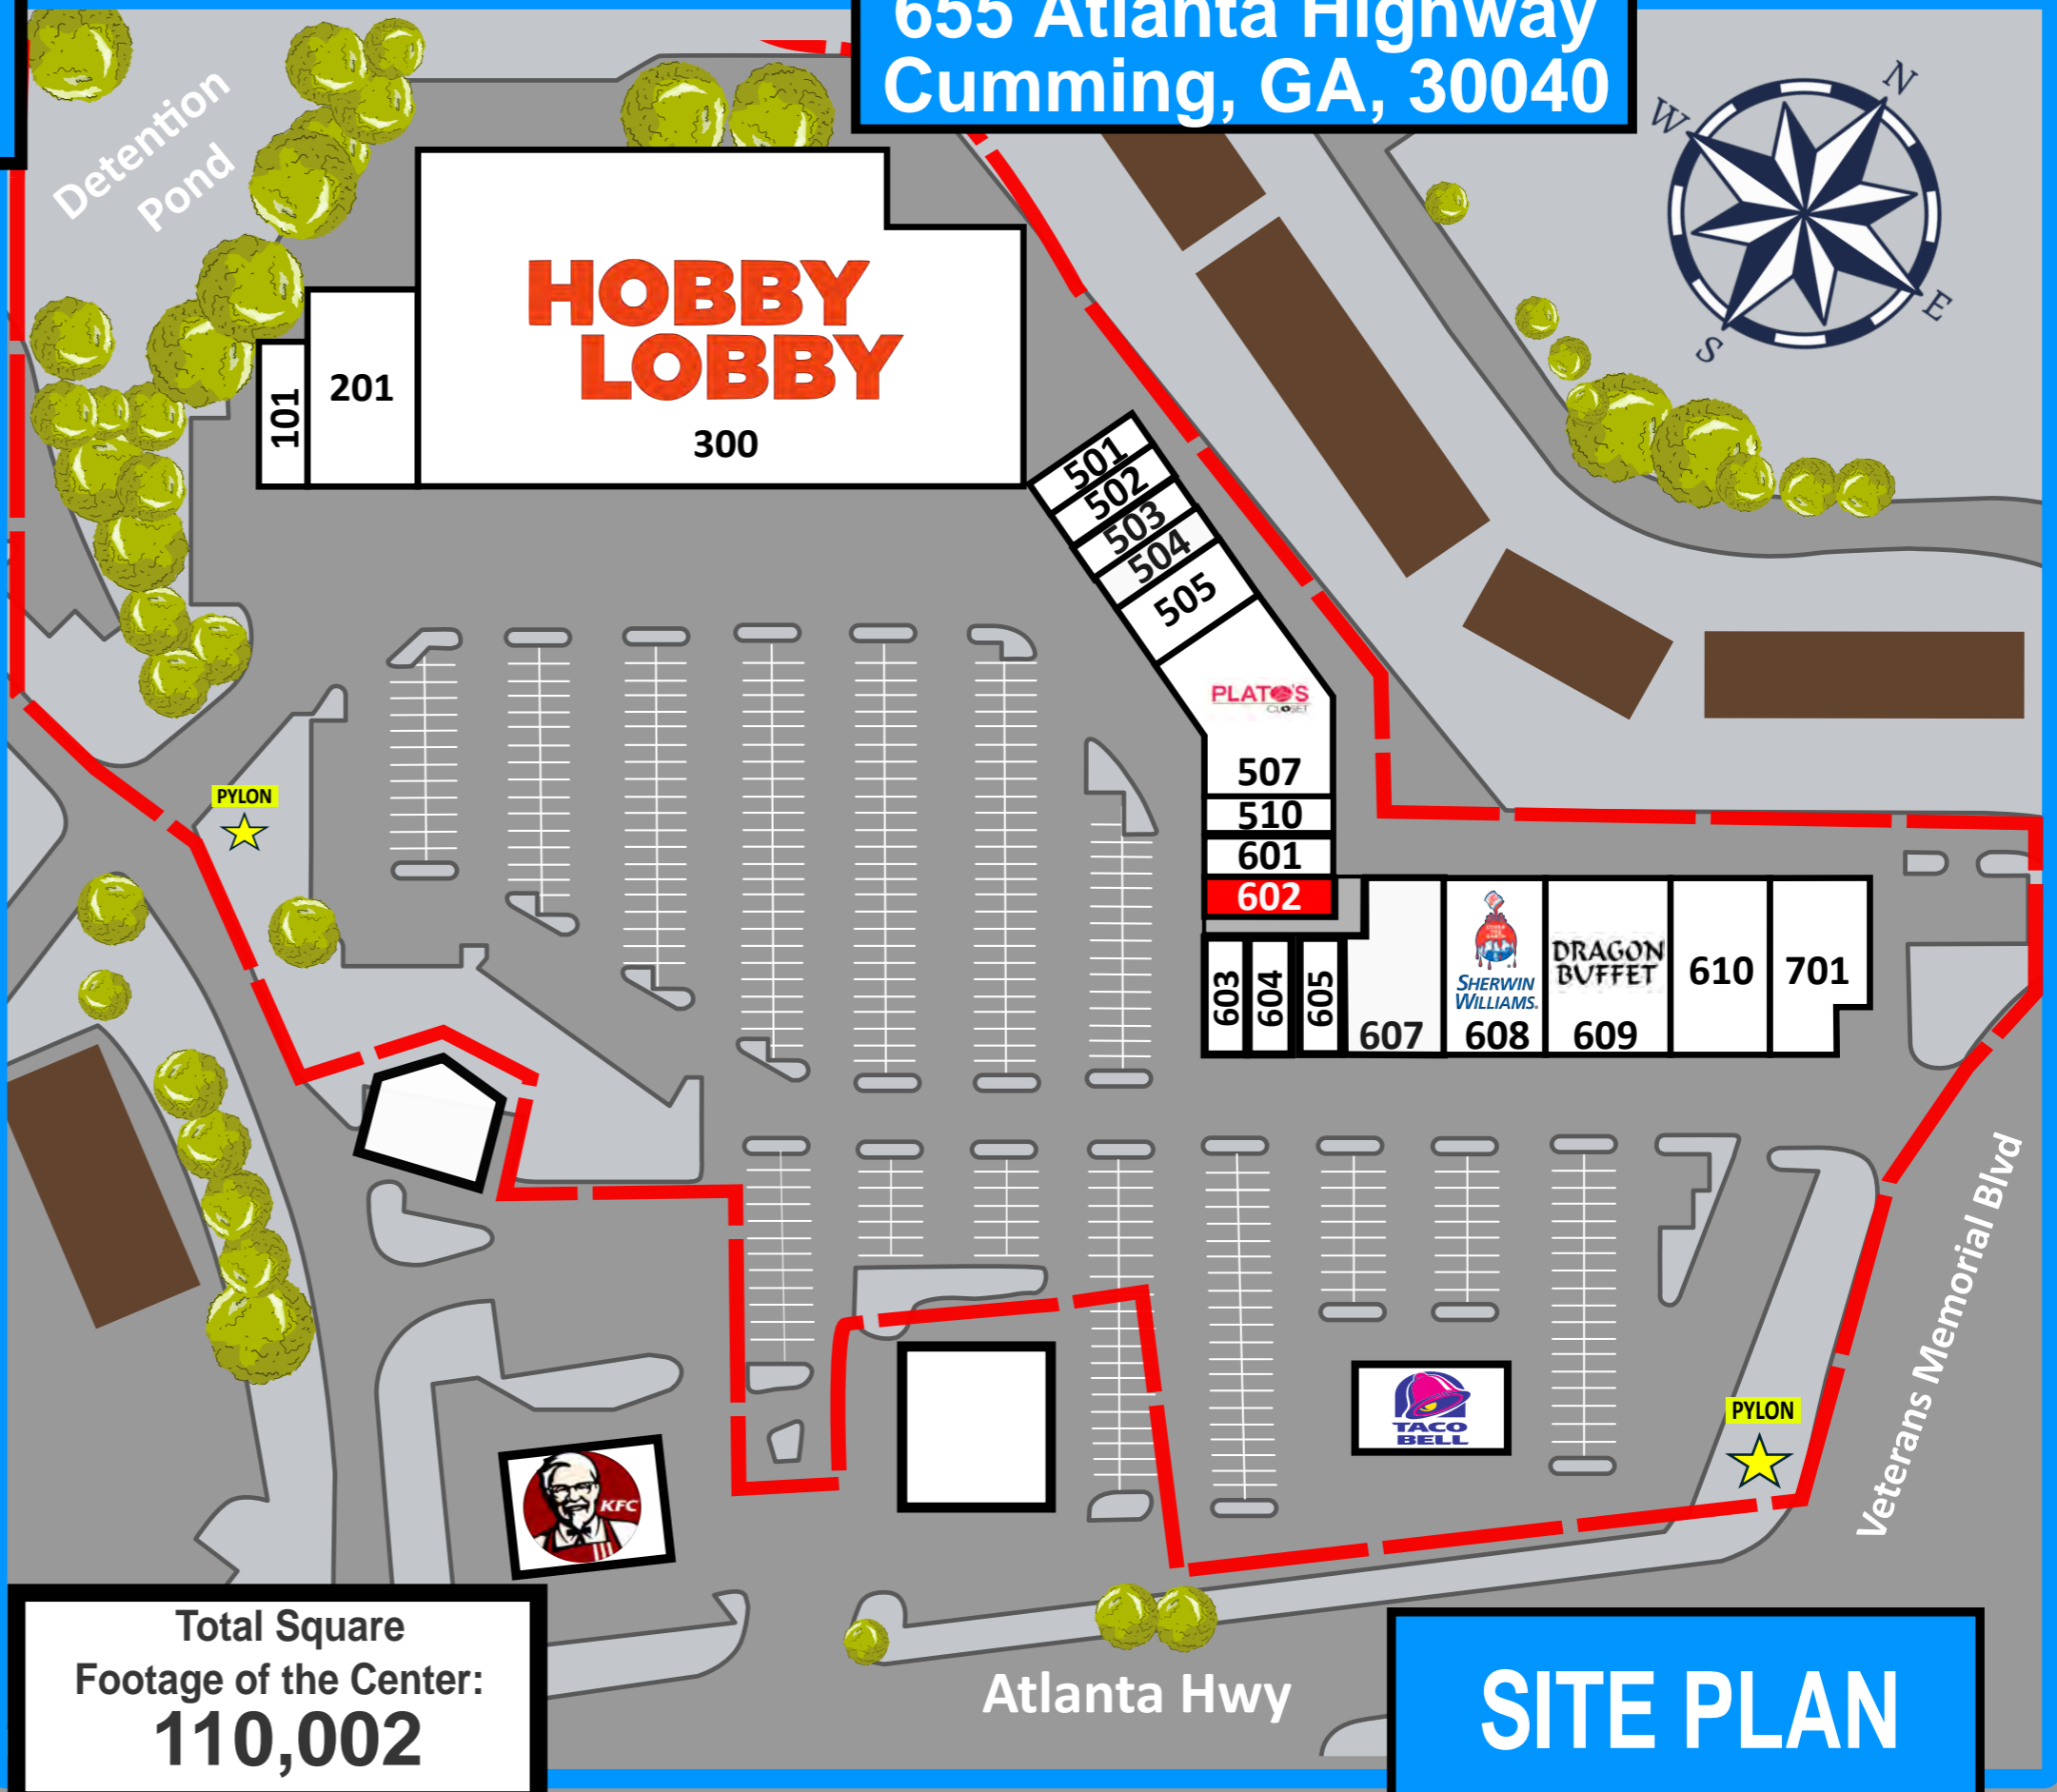 655 Atlanta Highway
Cumming, GA, 30040
N
W
E
S
Detention
Pond
HOBBY
LOBBY
300
201
101
501
502
503
504
505
PLATO'S
CLOSET
507
510
601
602
603
604
605
607
SHERWIN
WILLIAMS.
608
DRAGON
BUFFET
609
610
701
PYLON
Veterans Memorial Blvd
TACO
BELL
PYLON
KFC
Atlanta Hwy
Total Square
Footage of the Center:
110,002
SITE PLAN